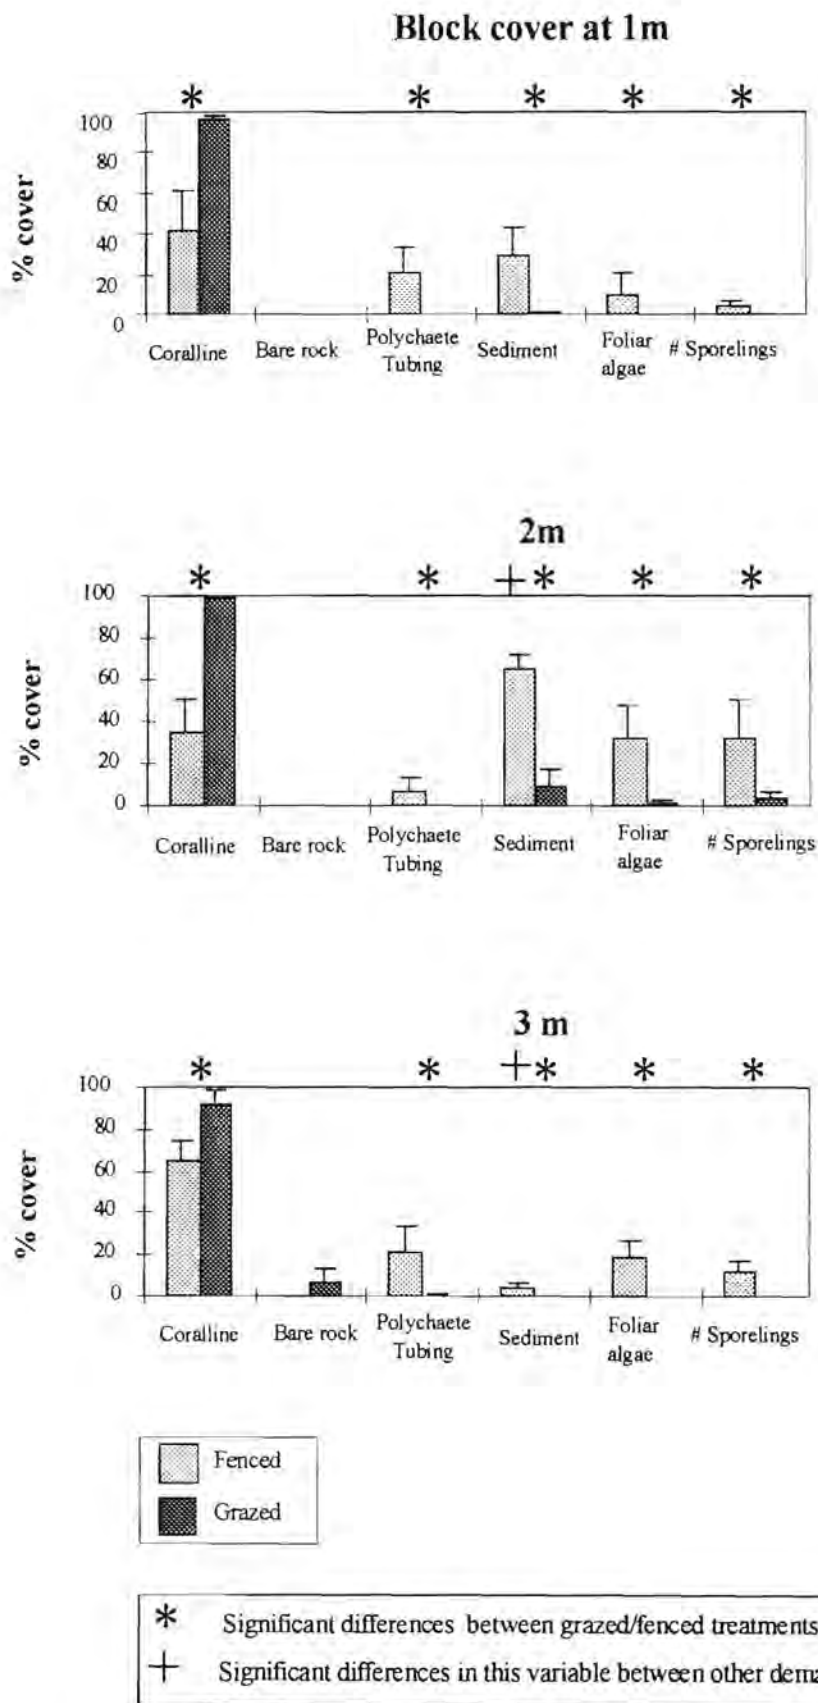 Block cover at 1m
* * * * *
% cover
100
80
60
40
20
0
Coralline Bare rock Polychaete Tubing Sediment Foliar algae # Sporelings
2m
* * + * * *
% cover
100
80
60
40
20
0
Coralline Bare rock Polychaete Tubing Sediment Foliar algae # Sporelings
3 m
* * + * * *
% cover
100
80
60
40
20
0
Coralline Bare rock Polychaete Tubing Sediment Foliar algae # Sporelings
Fenced
Grazed
* Significant differences between grazed/fenced treatments
+ Significant differences in this variable between other